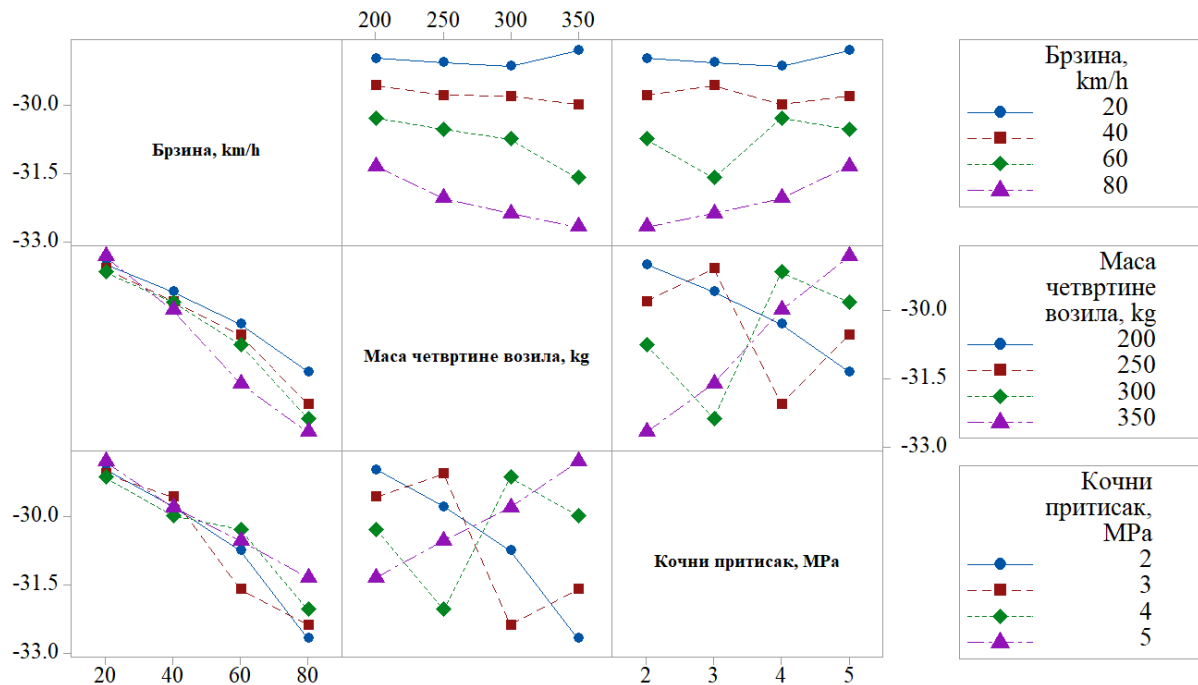 200 250 300 350
Брзина,
km/h
20
40
60
80
-30.0
-31.5
-33.0
Брзина, km/h
Маса
четвртине
возила, kg
200
250
300
350
Маса четвртине возила, kg
-30.0
-31.5
-33.0
Кочни
притисак,
MPa
2
3
4
5
-30.0
-31.5
-33.0
Кочни притисак, MPa
20 40 60 80
2 3 4 5